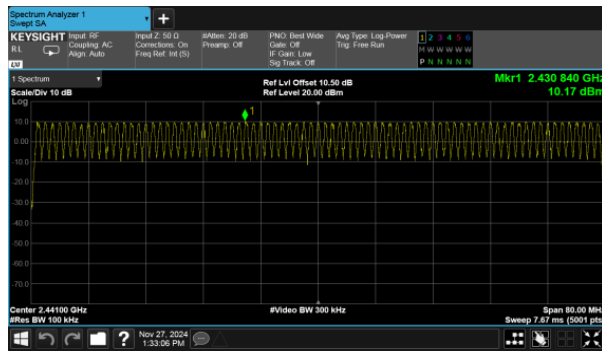 Spectrum Analyzer 1
Swept SA
+
KEYSIGHT
RL
Input: RF
Coupling: AC
Align: Auto
Input Z: 50 Ω
Corrections: On
Freq Ref: Int (S)
#Atten: 20 dB
Preamp: Off
PNO: Best Wide
Gate: Off
IF Gain: Low
Sig Track: Off
Avg Type: Log-Power
Trig: Free Run
1 2 3 4 5 6
M W W W W W
P N N N N N
LXI
1 Spectrum
Scale/Div 10 dB
Ref Lvl Offset 10.50 dB
Ref Level 20.00 dBm
Mkr1 2.430 840 GHz
10.17 dBm
Log
1
10.0
0.00
-10.0
-20.0
-30.0
-40.0
-50.0
-60.0
-70.0
Center 2.44100 GHz
#Res BW 100 kHz
#Video BW 300 kHz
Span 80.00 MHz
Sweep 7.67 ms (5001 pts
?
Nov 27, 2024
1:33:06 PM